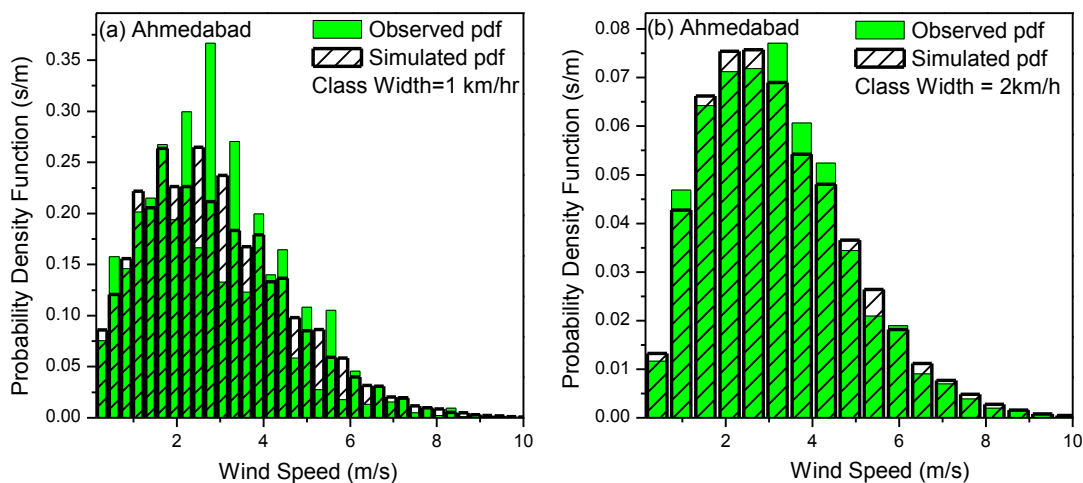 (a) Ahmedabad
Observed pdf
Simulated pdf
Class Width=1 km/hr
Probability Density Function (s/m)
0.35
0.30
0.25
0.20
0.15
0.10
0.05
0.00
2
4
6
8
10
Wind Speed (m/s)
(b) Ahmedabad
Observed pdf
Simulated pdf
Class Width = 2km/h
Probability Density Function (s/m)
0.08
0.07
0.06
0.05
0.04
0.03
0.02
0.01
0.00
2
4
6
8
10
Wind Speed (m/s)